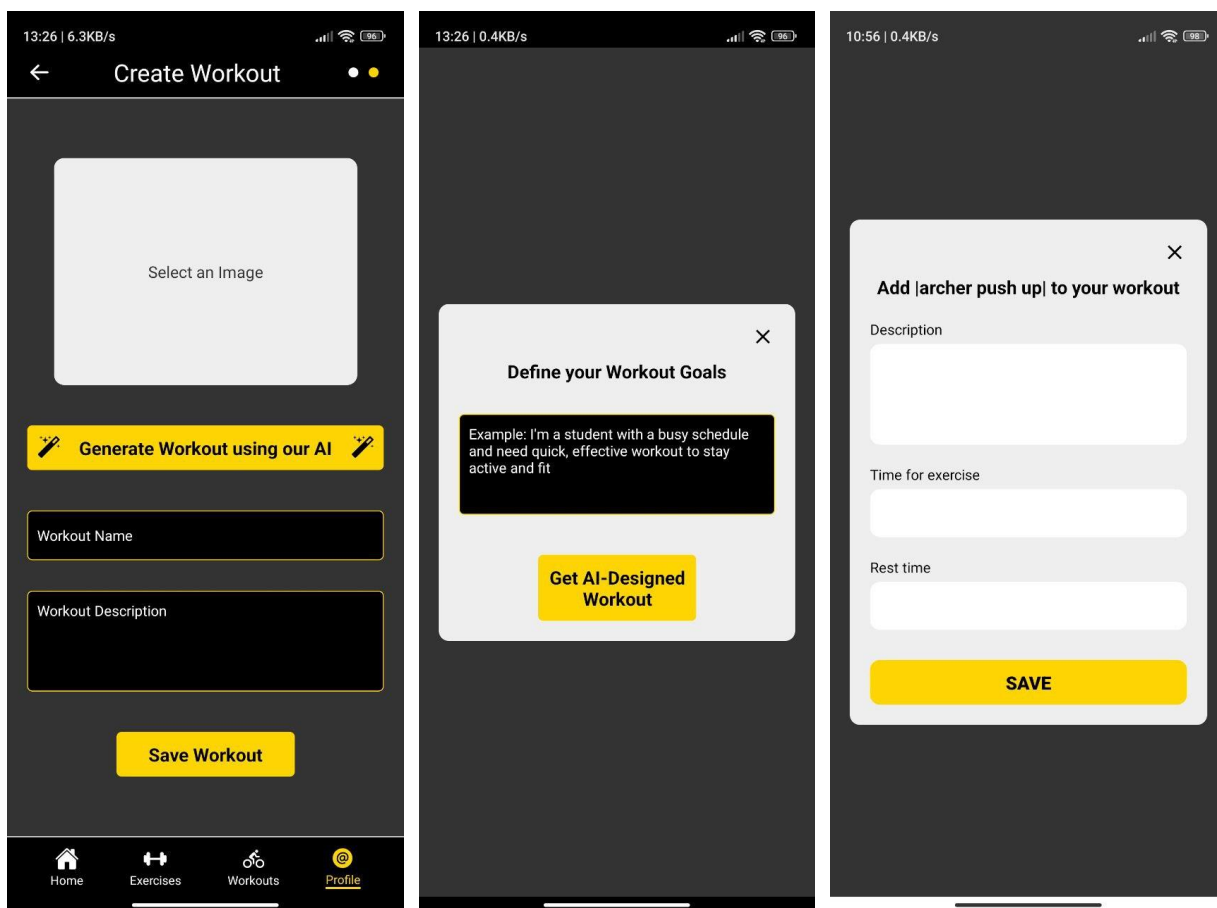 13:26 | 6.3KB/s
96
Create Workout
Select an Image
Generate Workout using our AI
Workout Name
Workout Description
Save Workout
Home
Exercises
Workouts
@
Profile
13:26 | 0.4KB/s
96
Define your Workout Goals
Example: I'm a student with a busy schedule
and need quick, effective workout to stay
active and fit
Get AI-Designed
Workout
10:56 | 0.4KB/s
98
Add |archer push up| to your workout
Description
Time for exercise
Rest time
SAVE